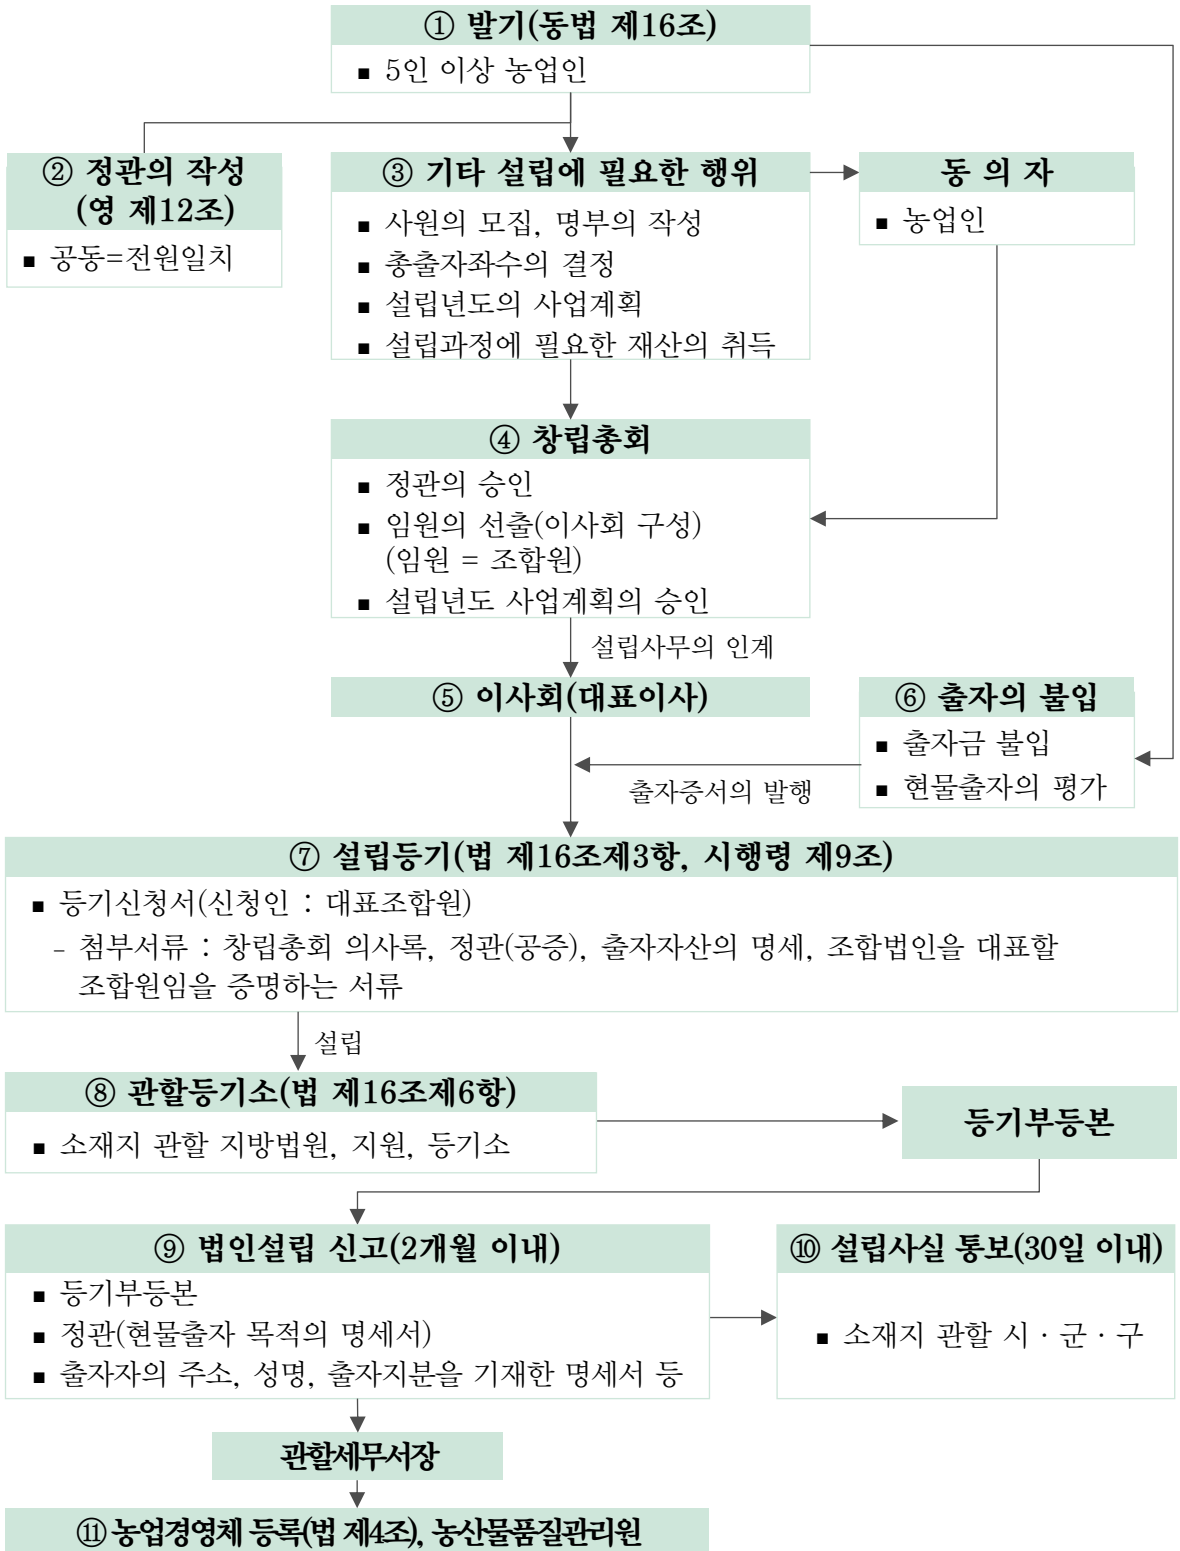 ① 발기(동법 제16조)
▪ 5인 이상 농업인
② 정관의 작성
(영 제12조)
▪ 공동=전원일치
③ 기타 설립에 필요한 행위
▪ 사원의 모집, 명부의 작성
▪ 총출자좌수의 결정
▪ 설립년도의 사업계획
▪ 설립과정에 필요한 재산의 취득
동 의 자
▪ 농업인
④ 창립총회
▪ 정관의 승인
▪ 임원의 선출(이사회 구성)
(임원 = 조합원)
▪ 설립년도 사업계획의 승인
설립사무의 인계
⑤ 이사회(대표이사)
⑥ 출자의 불입
▪ 출자금 불입
▪ 현물출자의 평가
출자증서의 발행
⑦ 설립등기(법 제16조제3항, 시행령 제9조)
▪ 등기신청서(신청인 : 대표조합원)
- 첨부서류 : 창립총회 의사록, 정관(공증), 출자자산의 명세, 조합법인을 대표할
조합원임을 증명하는 서류
설립
⑧ 관할등기소(법 제16조제6항)
▪ 소재지 관할 지방법원, 지원, 등기소
등기부등본
⑨ 법인설립 신고(2개월 이내)
▪ 등기부등본
▪ 정관(현물출자 목적의 명세서)
▪ 출자자의 주소, 성명, 출자지분을 기재한 명세서 등
⑩ 설립사실 통보(30일 이내)
▪ 소재지 관할 시 · 군 · 구
관할세무서장
⑪ 농업경영체 등록(법 제4조), 농산물품질관리원